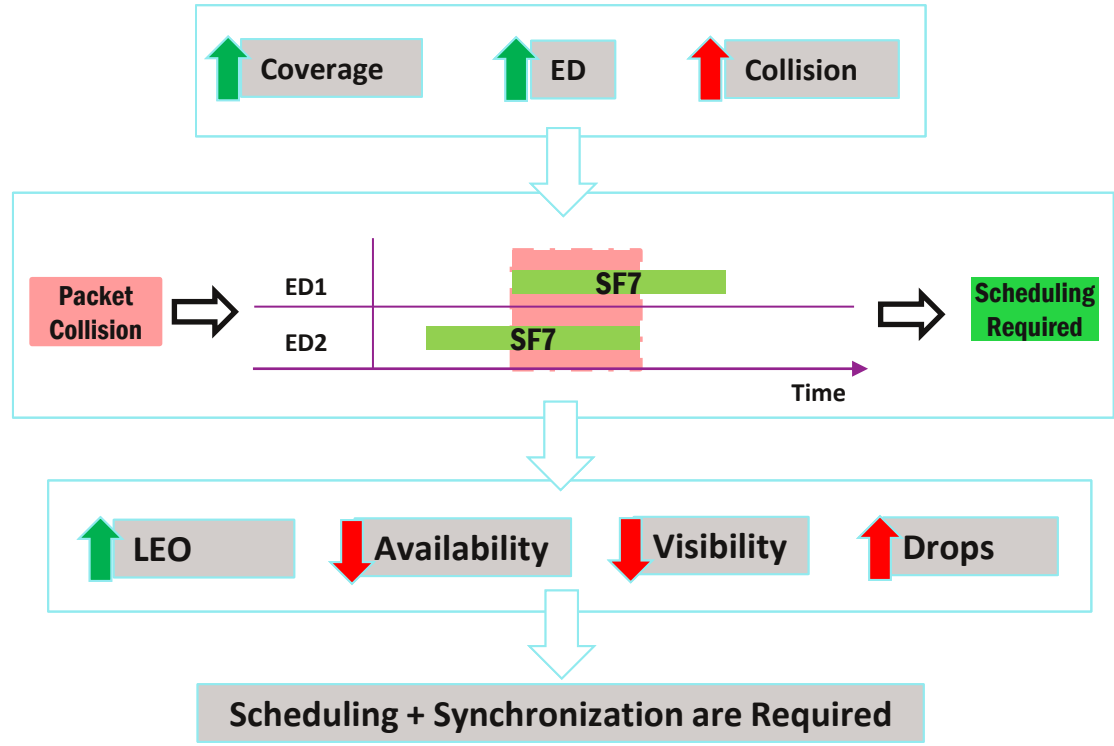 Coverage
ED
Collision
Packet
Collision
ED1
SF7
ED2
SF7
Time
Scheduling
Required
LEO
Availability
Visibility
Drops
Scheduling + Synchronization are Required